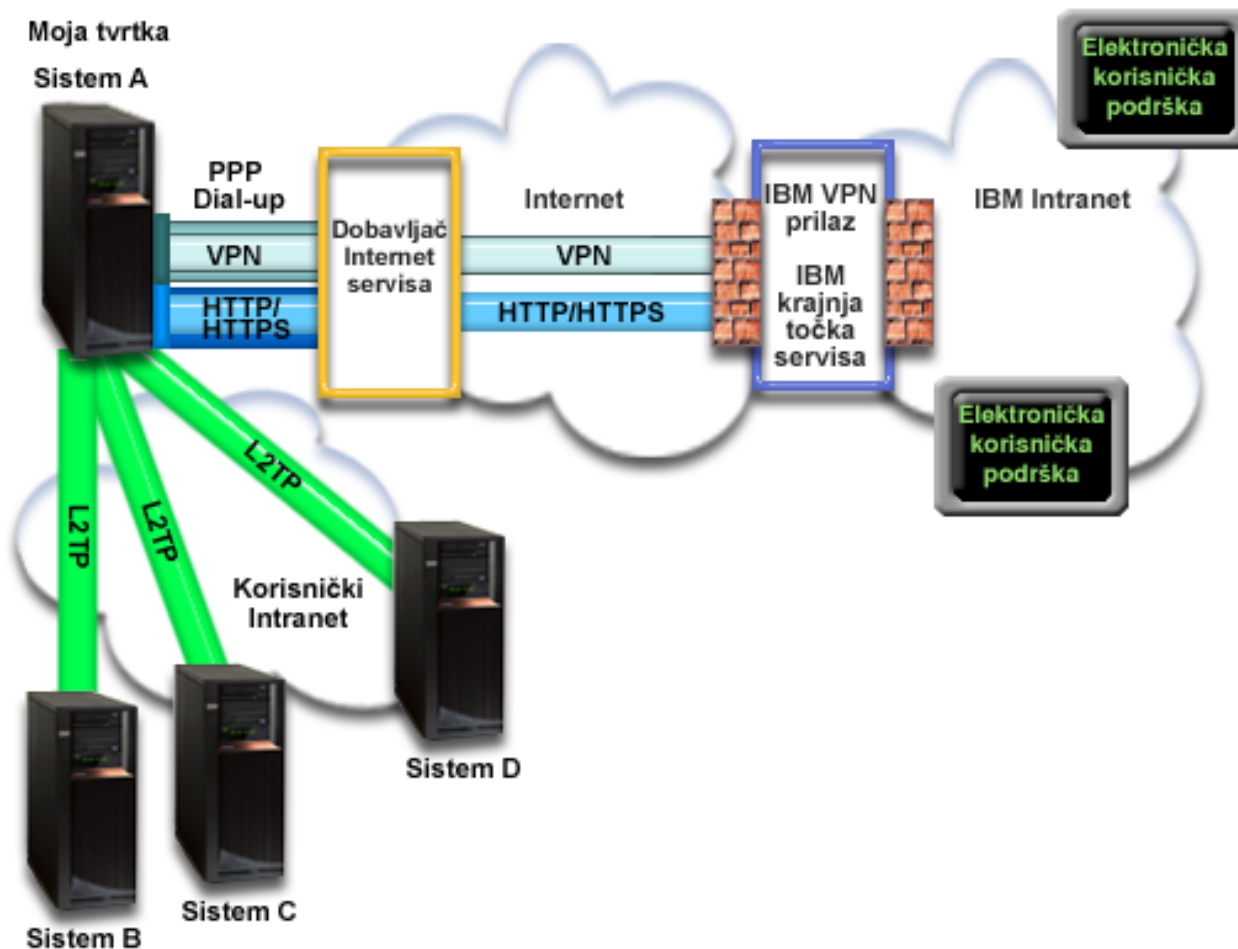 Moja tvrtka
Sistem A
PPP
Dial-up
VPN
HTTP/
HTTPS
Dobavljač
Internet
servisa
Internet
VPN
HTTP/HTTPS
IBM VPN
prilaz
IBM
krajnja
točka
servisa
IBM Intranet
Elektronička
korisnička
podrška
Elektronička
korisnička
podrška
L2TP
L2TP
L2TP
Korisnički
Intranet
Sistem D
Sistem C
Sistem B